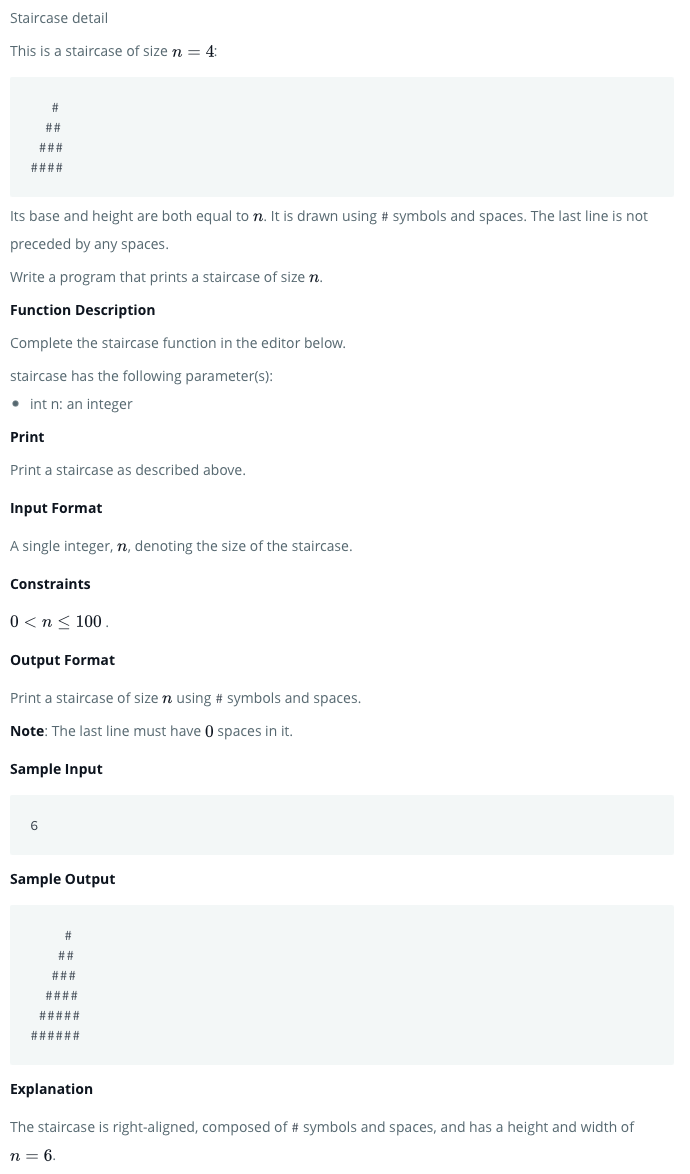 Staircase detail
This is a staircase of size n = 4:
   #
  ##
 ###
####
Its base and height are both equal to n. It is drawn using # symbols and spaces. The last line is not
preceded by any spaces.
Write a program that prints a staircase of size n.
Function Description
Complete the staircase function in the editor below.
staircase has the following parameter(s):
• int n: an integer
Print
Print a staircase as described above.
Input Format
A single integer, n, denoting the size of the staircase.
Constraints
0 < n ≤ 100 .
Output Format
Print a staircase of size n using # symbols and spaces.
Note: The last line must have 0 spaces in it.
Sample Input
6
Sample Output
     #
    ##
   ###
  ####
 #####
######
Explanation
The staircase is right-aligned, composed of # symbols and spaces, and has a height and width of
n = 6.